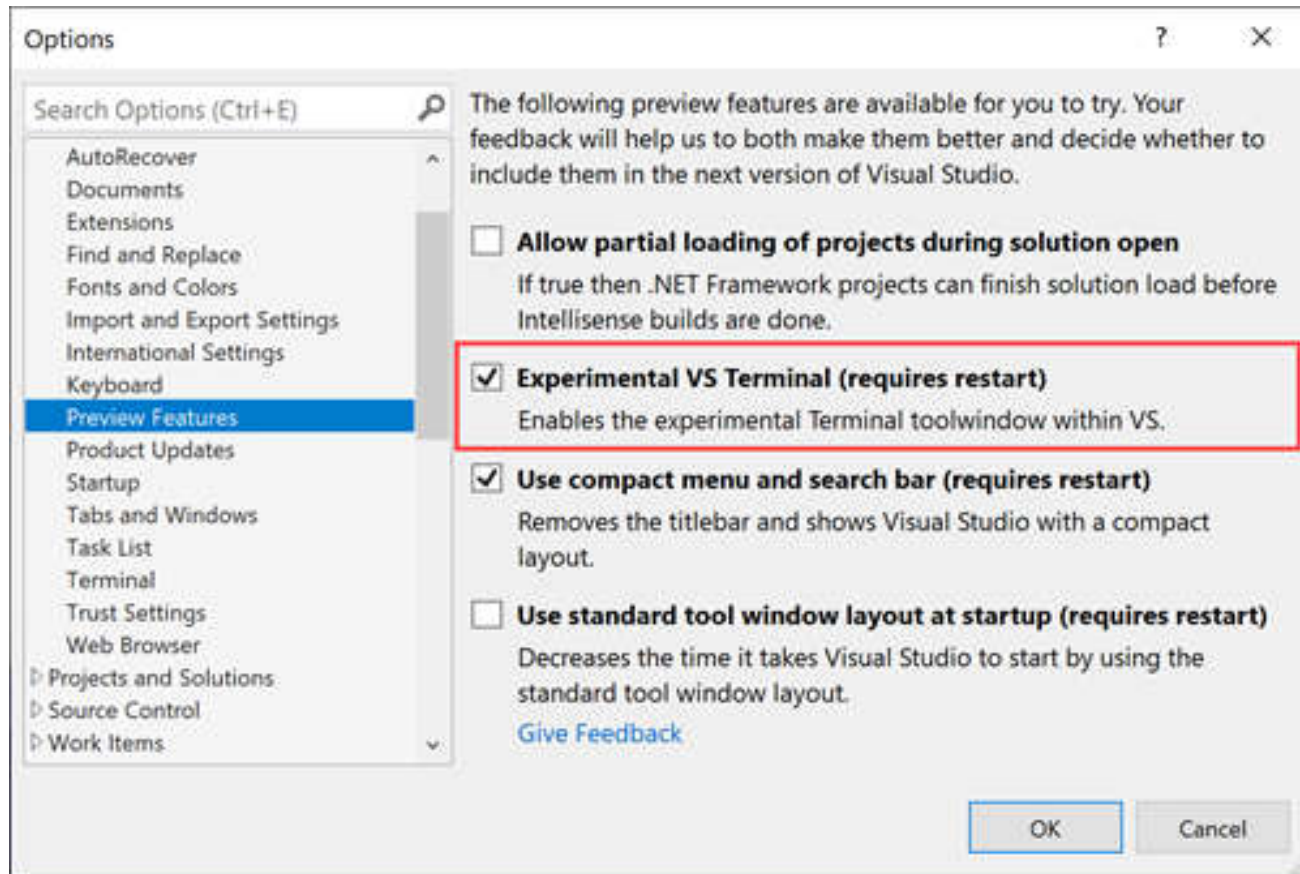 Options
?
Search Options (Ctrl+E)
AutoRecover
Documents
Extensions
Find and Replace
Fonts and Colors
Import and Export Settings
International Settings
Keyboard
Preview Features
Product Updates
Startup
Tabs and Windows
Task List
Terminal
Trust Settings
Web Browser
Projects and Solutions
Source Control
Work Items
The following preview features are available for you to try. Your
feedback will help us to both make them better and decide whether to
include them in the next version of Visual Studio.
Allow partial loading of projects during solution open
If true then .NET Framework projects can finish solution load before
Intellisense builds are done.
Experimental VS Terminal (requires restart)
Enables the experimental Terminal toolwindow within VS.
Use compact menu and search bar (requires restart)
Removes the titlebar and shows Visual Studio with a compact
layout.
Use standard tool window layout at startup (requires restart)
Decreases the time it takes Visual Studio to start by using the
standard tool window layout.
Give Feedback
OK
Cancel